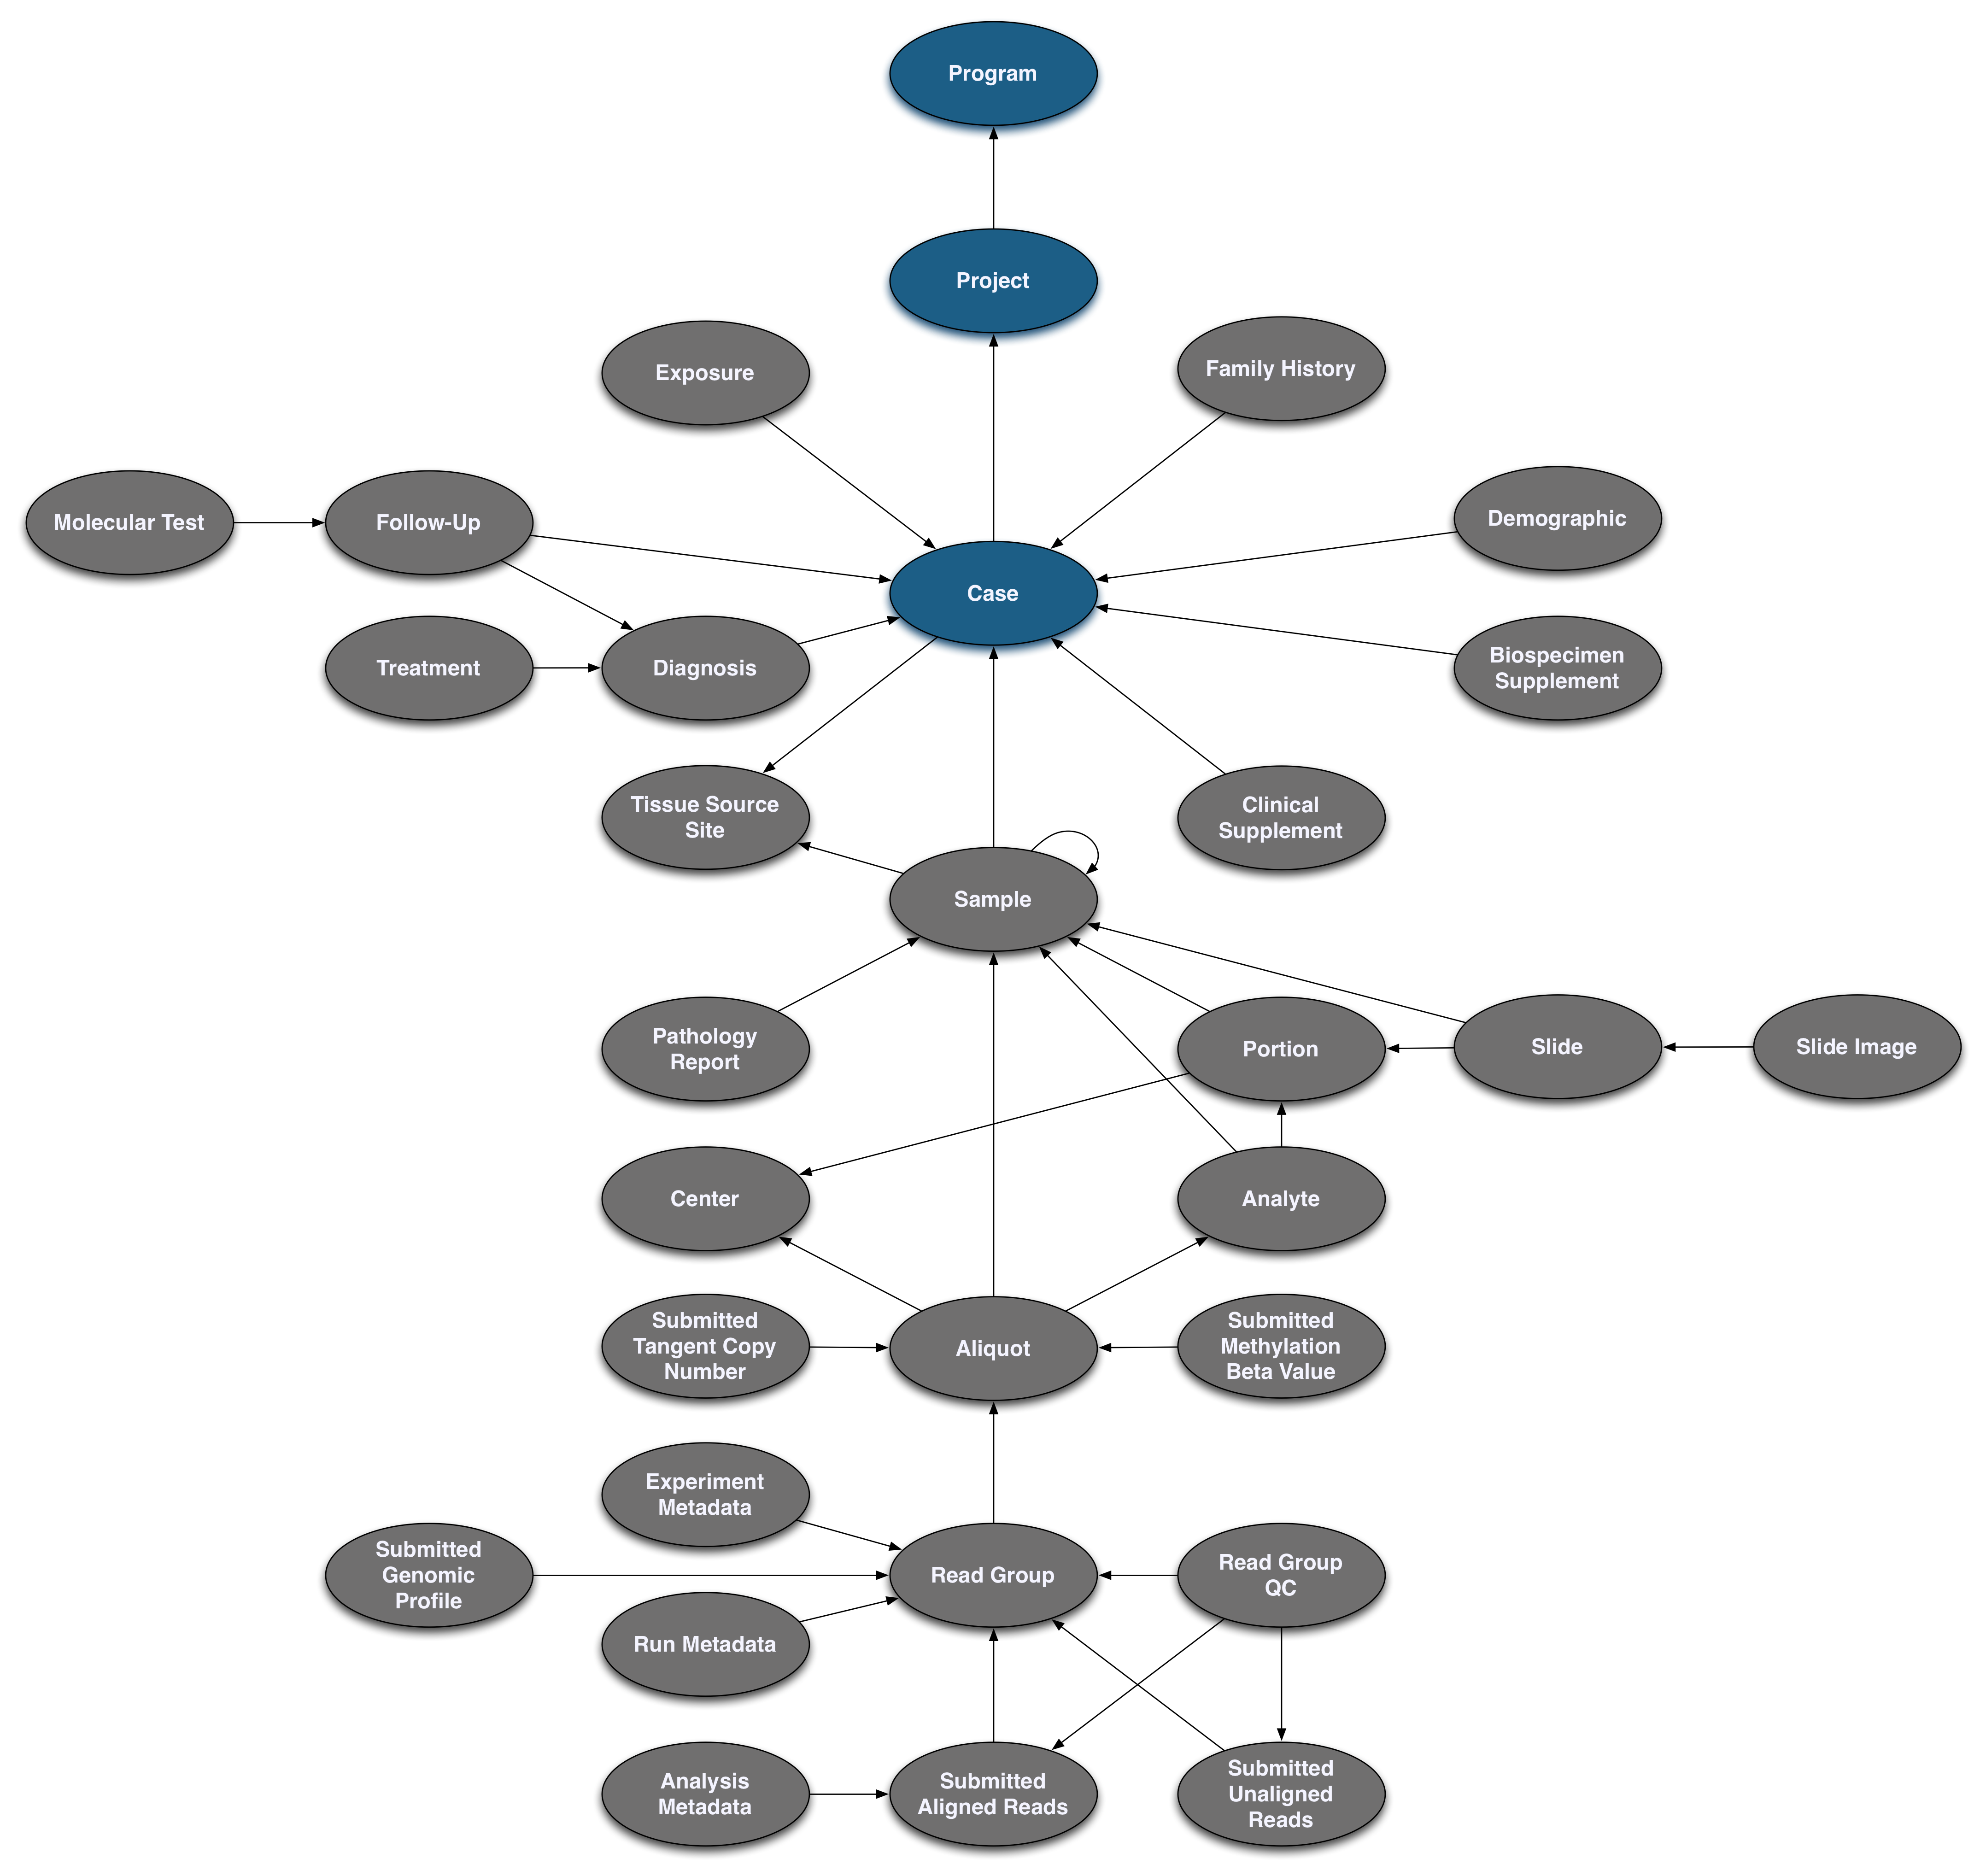 Program
Project
Exposure
Family History
Molecular Test
Follow-Up
Demographic
Case
Treatment
Diagnosis
Biospecimen
Supplement
Tissue Source
Site
Clinical
Supplement
Sample
Pathology
Report
Portion
Slide
Slide Image
Center
Analyte
Submitted
Tangent Copy
Number
Aliquot
Submitted
Methylation
Beta Value
Experiment
Metadata
Submitted
Genomic
Profile
Read Group
Read Group
QC
Run Metadata
Analysis
Metadata
Submitted
Aligned Reads
Submitted
Unaligned
Reads